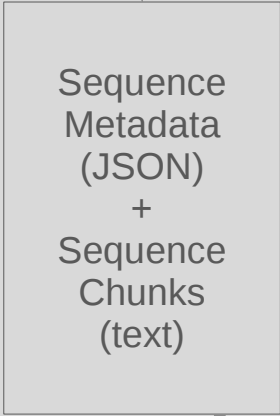 Sequence
Metadata
(JSON)
+
Sequence
Chunks
(text)